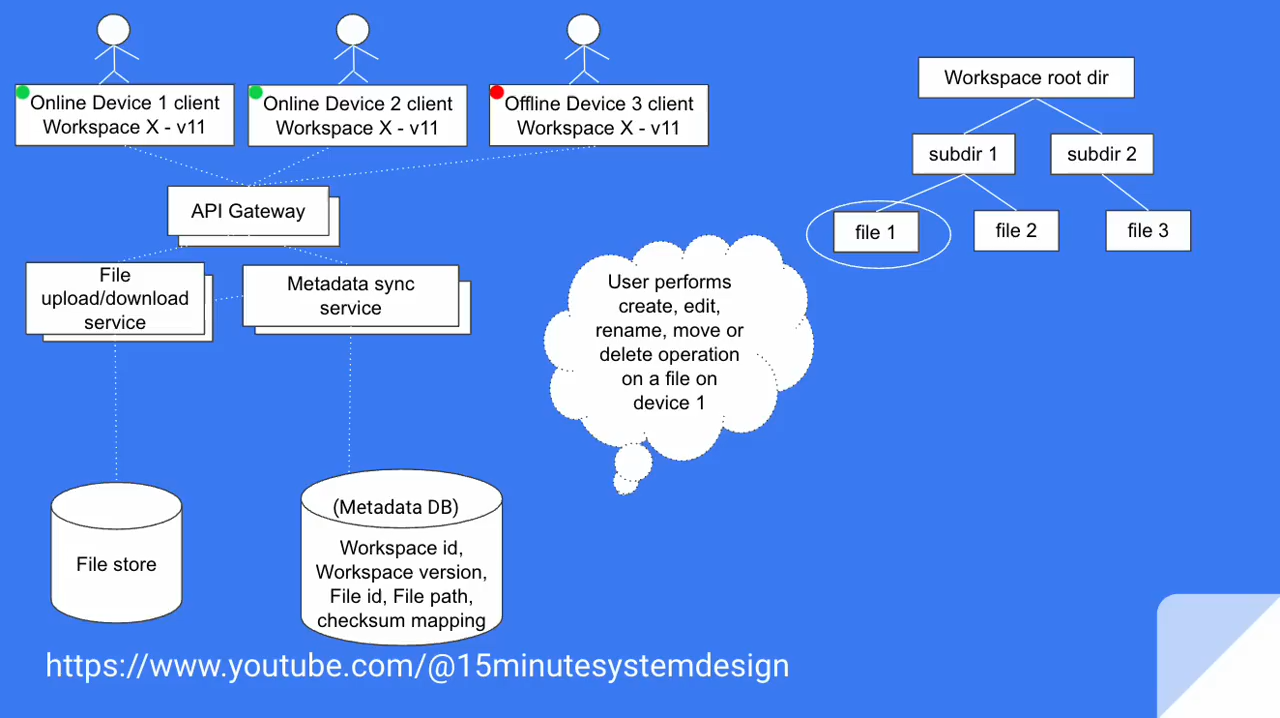 Online Device 1 client
Workspace X - v11
Online Device 2 client
Workspace X - v11
Offline Device 3 client
Workspace X - v11
Workspace root dir
subdir 1
subdir 2
file 1
file 2
file 3
API Gateway
File
upload/download
service
Metadata sync
service
User performs
create, edit,
rename, move or
delete operation
on a file on
device 1
File store
(Metadata DB)
Workspace id,
Workspace version,
File id, File path,
checksum mapping
https://www.youtube.com/@15minutesystemdesign